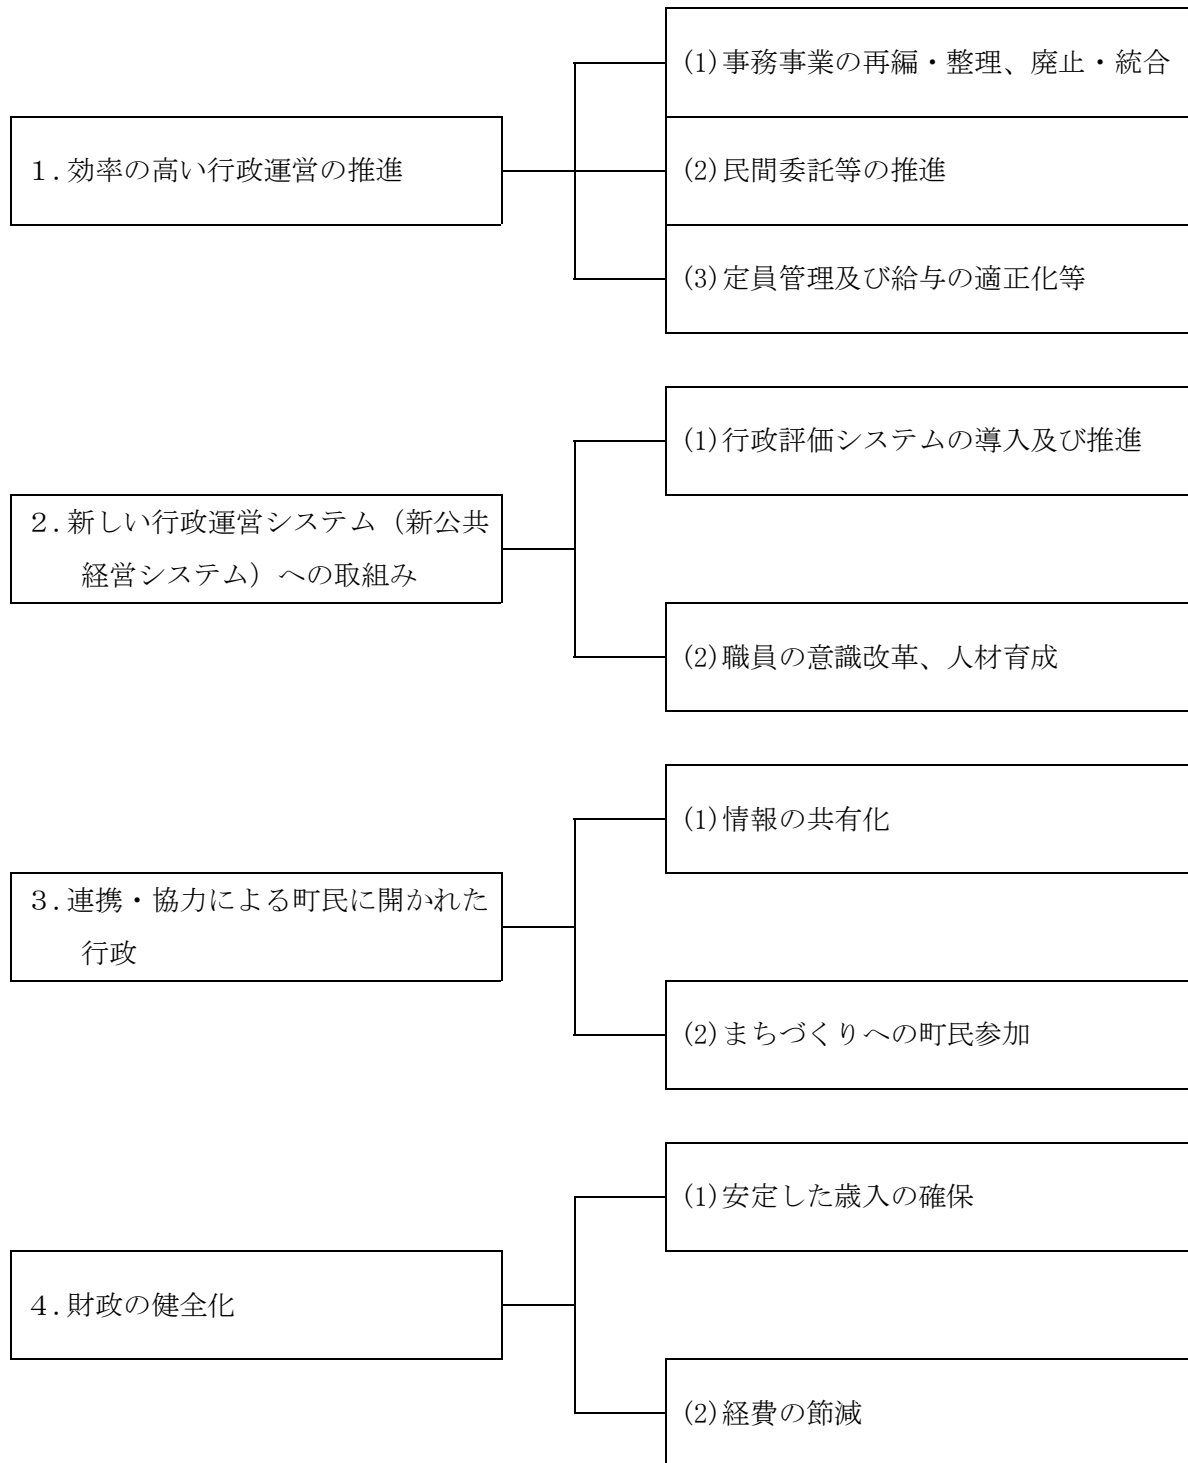 １．効率の高い行政運営の推進
(1)事務事業の再編・整理、廃止・統合
(2)民間委託等の推進
(3)定員管理及び給与の適正化等
２．新しい行政運営システム（新公共
経営システム）への取組み
(1)行政評価システムの導入及び推進
(2)職員の意識改革、人材育成
３．連携・協力による町民に開かれた
行政
(1)情報の共有化
(2)まちづくりへの町民参加
４．財政の健全化
(1)安定した歳入の確保
(2)経費の節減